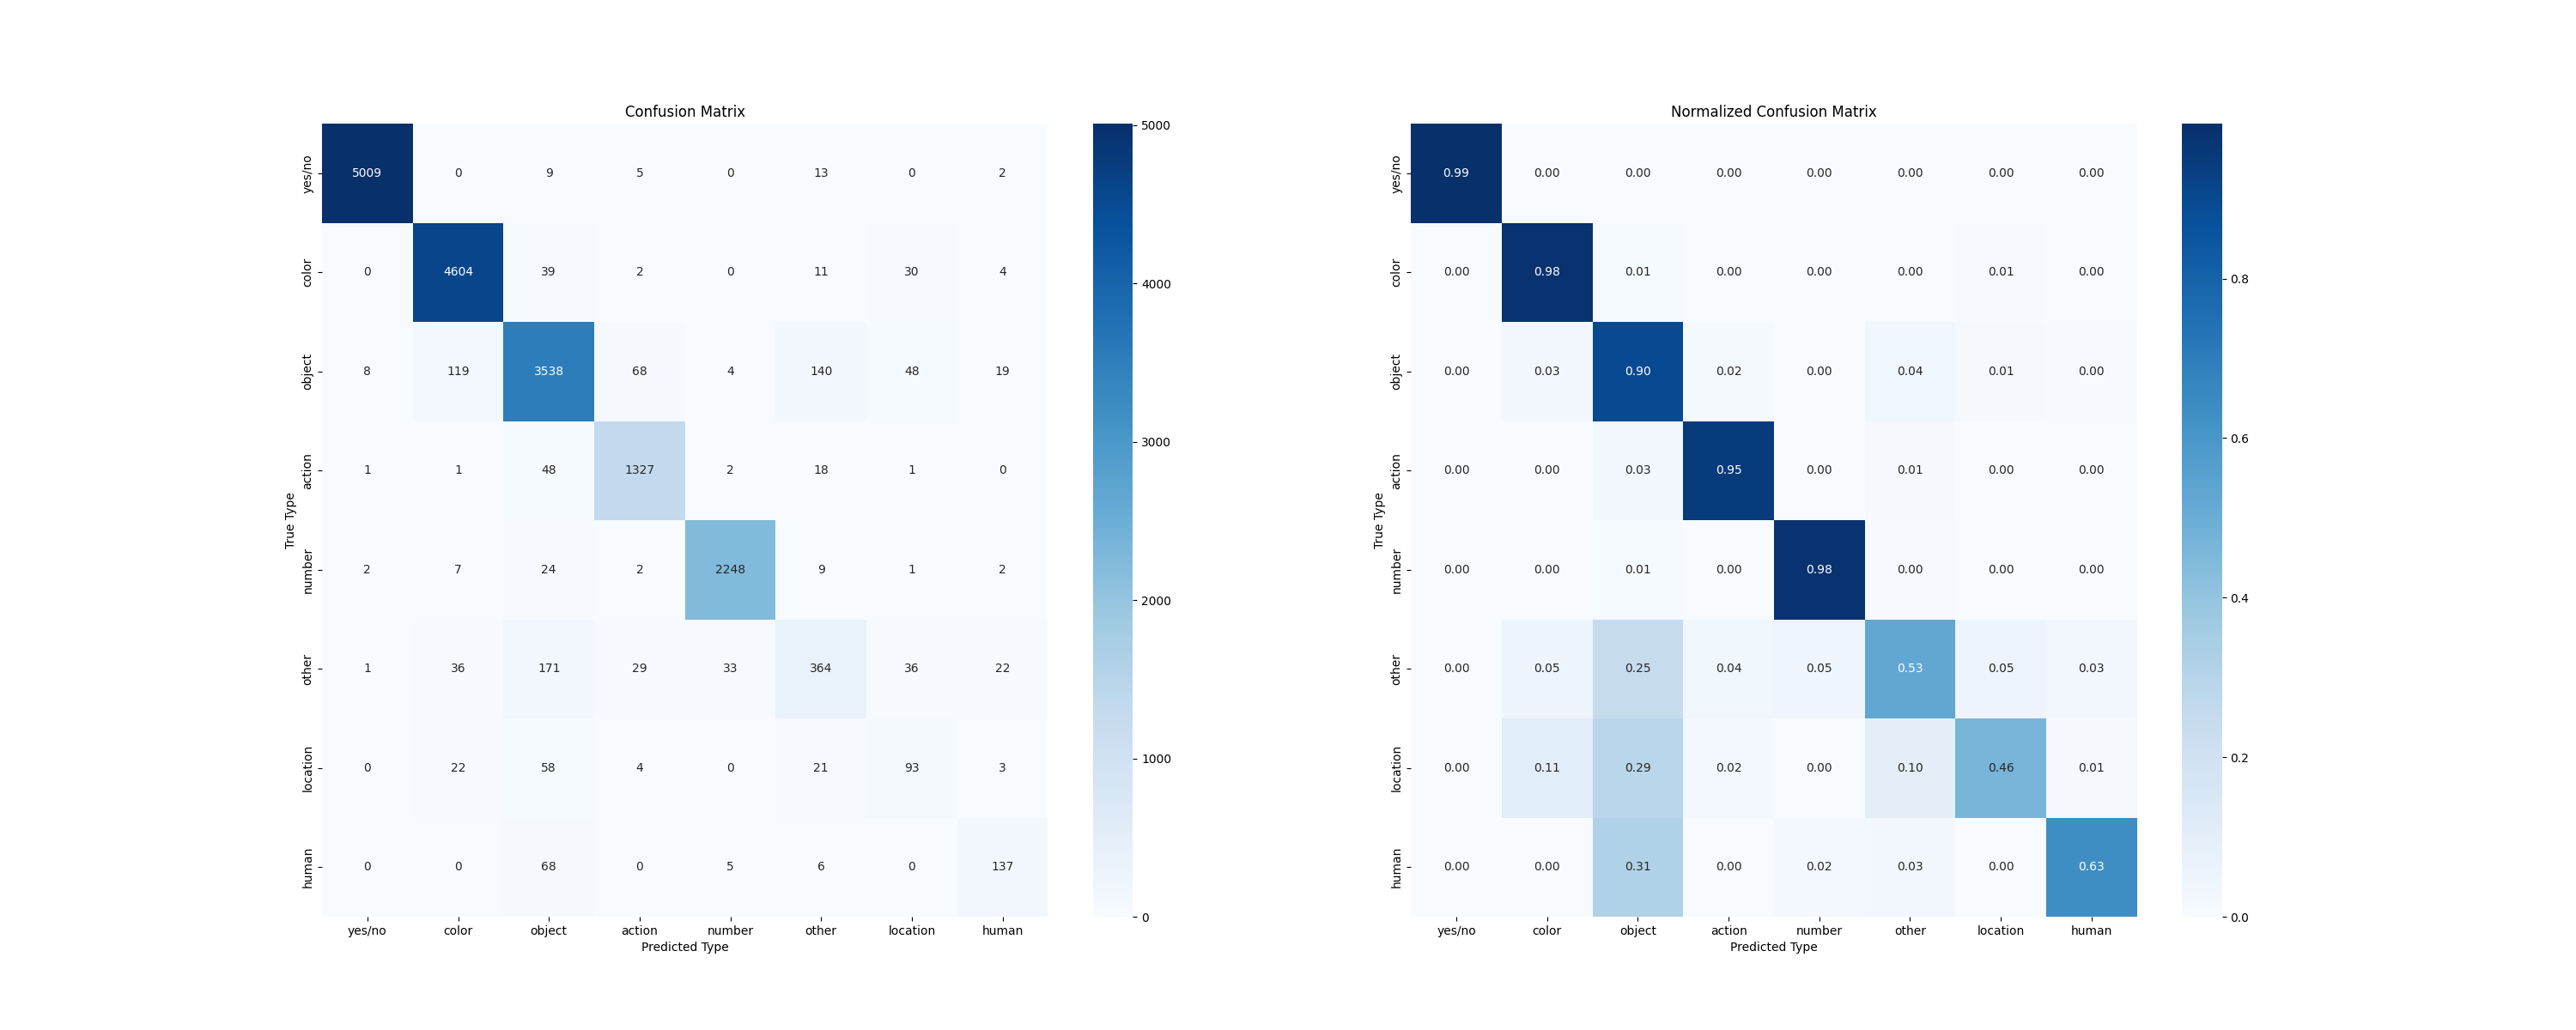 Confusion Matrix
yes/no 5009 0 9 5 0 13 0 2
color 0 4604 39 2 0 11 30 4
object 8 119 3538 68 4 140 48 19
action 1 1 48 1327 2 18 1 0
number 2 7 24 2 2248 9 1 2
other 1 36 171 29 33 364 36 22
location 0 22 58 4 0 21 93 3
human 0 0 68 0 5 6 0 137
True Type
yes/no color object action number other location human
Predicted Type
5000
4000
3000
2000
1000
0
Normalized Confusion Matrix
yes/no 0.99 0.00 0.00 0.00 0.00 0.00 0.00 0.00
color 0.00 0.98 0.01 0.00 0.00 0.00 0.01 0.00
object 0.00 0.03 0.90 0.02 0.00 0.04 0.01 0.00
action 0.00 0.00 0.03 0.95 0.00 0.01 0.00 0.00
number 0.00 0.00 0.01 0.00 0.98 0.00 0.00 0.00
other 0.00 0.05 0.25 0.04 0.05 0.53 0.05 0.03
location 0.00 0.11 0.29 0.02 0.00 0.10 0.46 0.01
human 0.00 0.00 0.31 0.00 0.02 0.03 0.00 0.63
True Type
yes/no color object action number other location human
Predicted Type
0.8
0.6
0.4
0.2
0.0